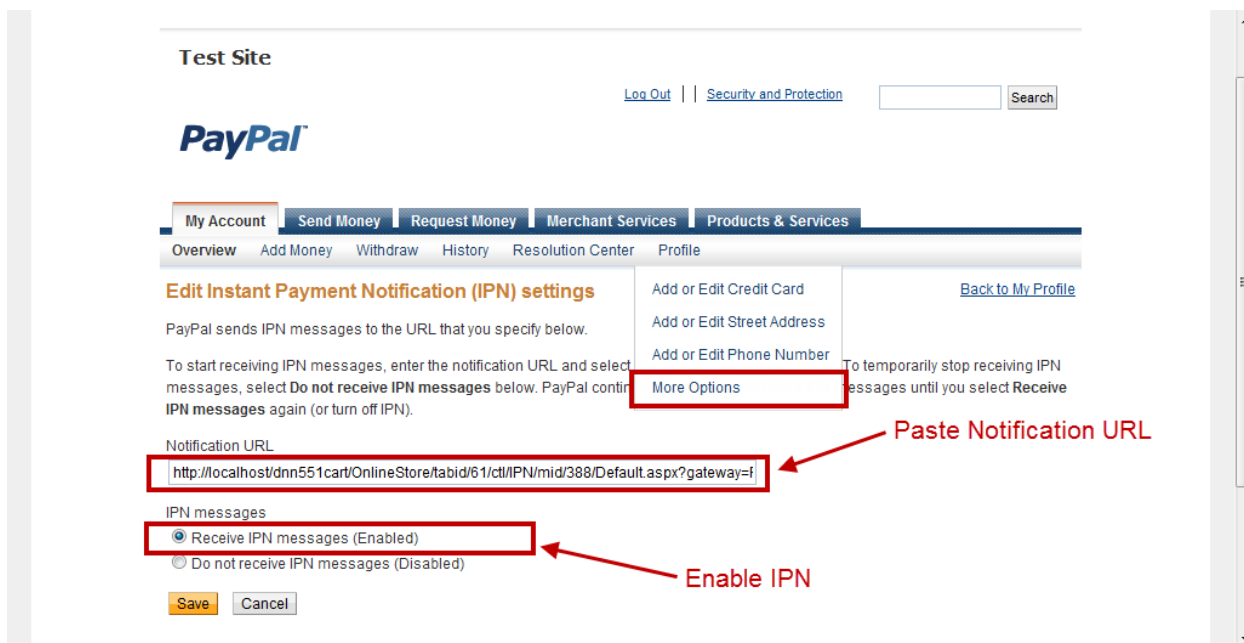 Test Site
Log Out | | Security and Protection Search
PayPal™
My Account Send Money Request Money Merchant Services Products & Services
Overview Add Money Withdraw History Resolution Center Profile
Edit Instant Payment Notification (IPN) settings
Add or Edit Credit Card
Back to My Profile
PayPal sends IPN messages to the URL that you specify below.
Add or Edit Street Address
Add or Edit Phone Number
To start receiving IPN messages, enter the notification URL and select To temporarily stop receiving IPN
messages, select Do not receive IPN messages below. PayPal contin More Options essages until you select Receive
IPN messages again (or turn off IPN).
Paste Notification URL
Notification URL
http://localhost/dnn551cart/OnlineStore/tabid/61/ctl/IPN/mid/388/Default.aspx?gateway=
IPN messages
Receive IPN messages (Enabled)
Do not receive IPN messages (Disabled)
Enable IPN
Save Cancel